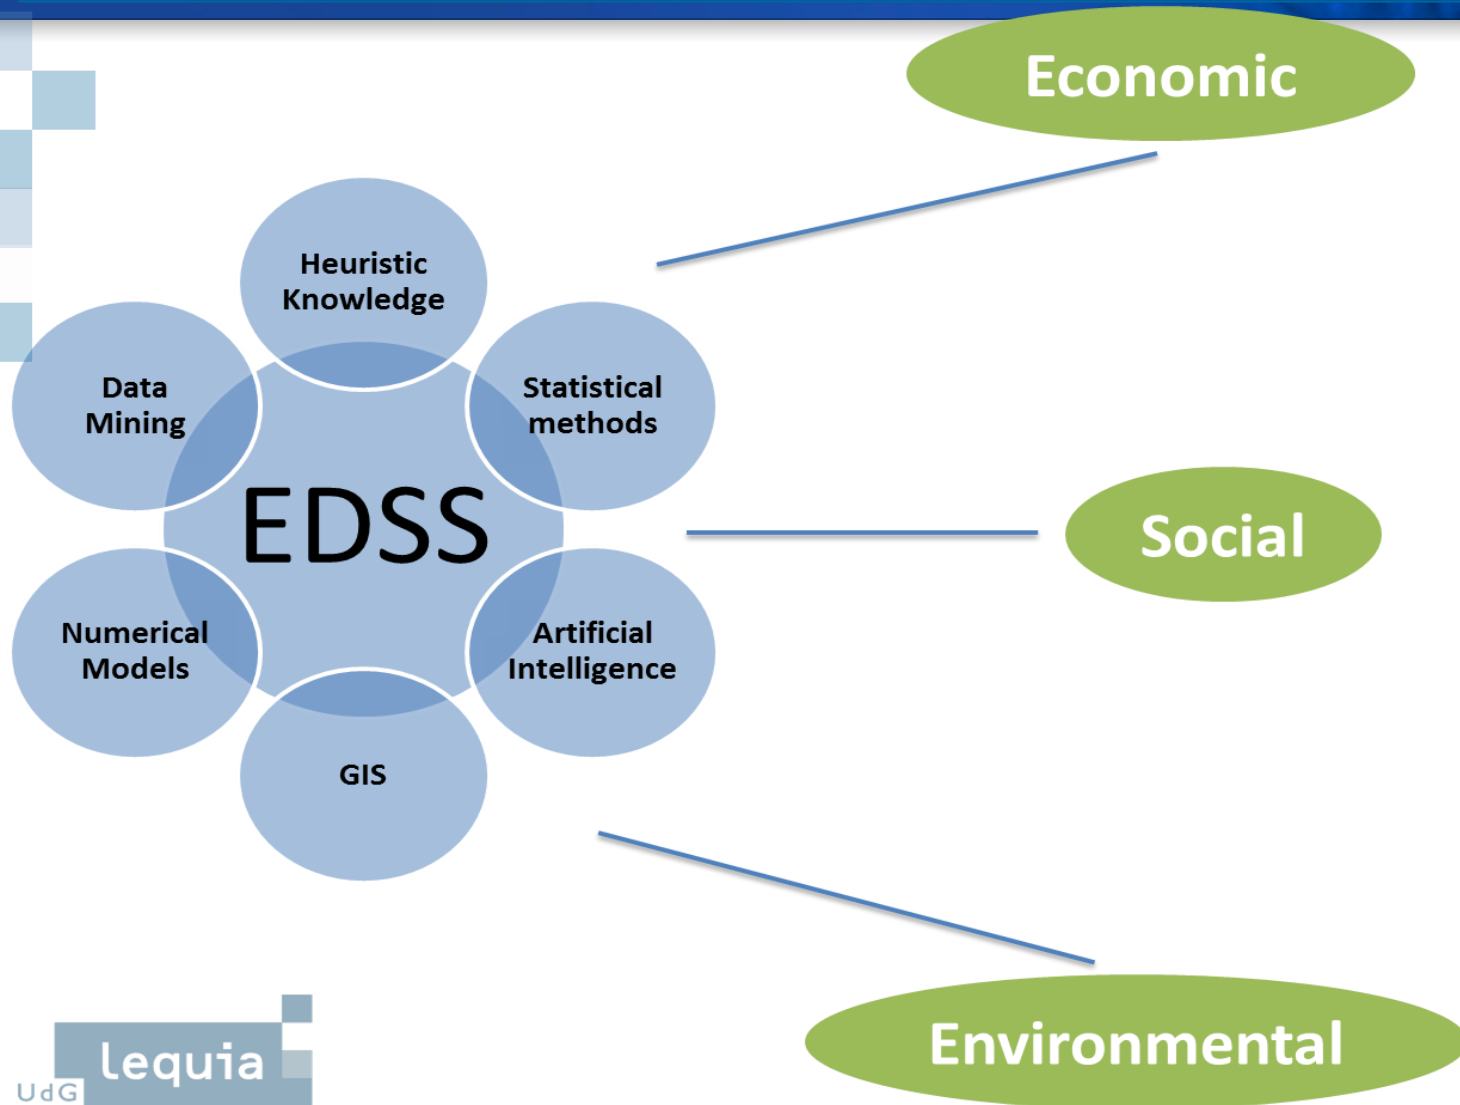 Economic
Heuristic
Knowledge
Data
Mining
Statistical
methods
EDSS
Social
Numerical
Models
Artificial
Intelligence
GIS
Environmental
lequia
UdG